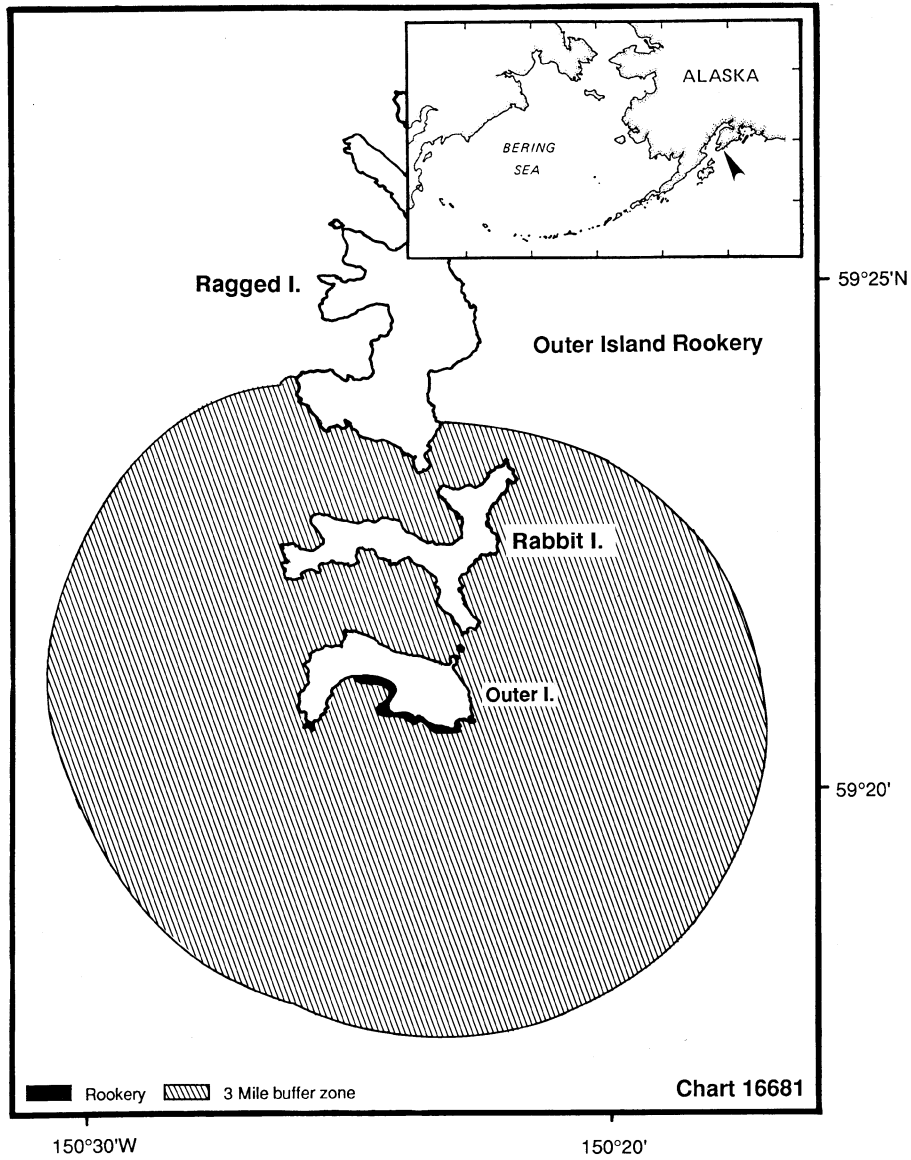 ALASKA
BERING
SEA
Ragged I.
59°25'N
Outer Island Rookery
Rabbit I.
Outer I.
59°20'
Rookery
3 Mile buffer zone
Chart 16681
150°30'W
150°20'